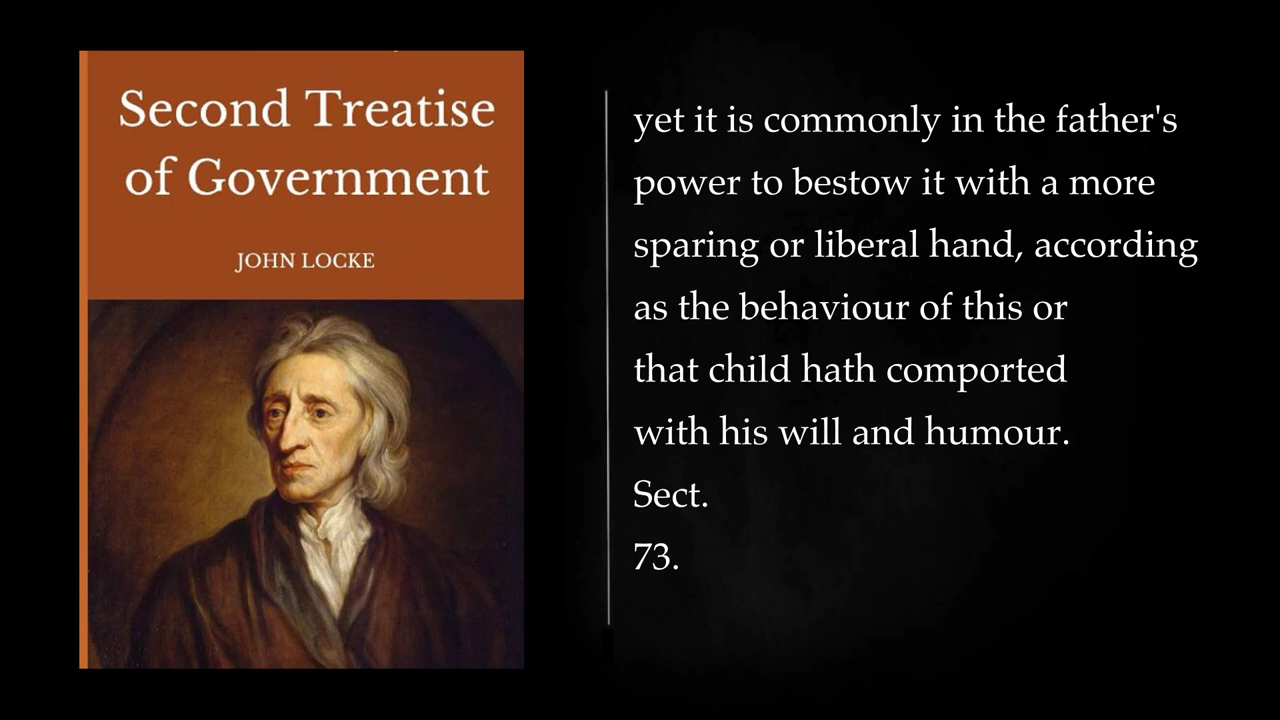 Second Treatise
of Government
JOHN LOCKE
yet it is commonly in the father's
power to bestow it with a more
sparing or liberal hand, according
as the behaviour of this or
that child hath comported
with his will and humour.
Sect.
73.